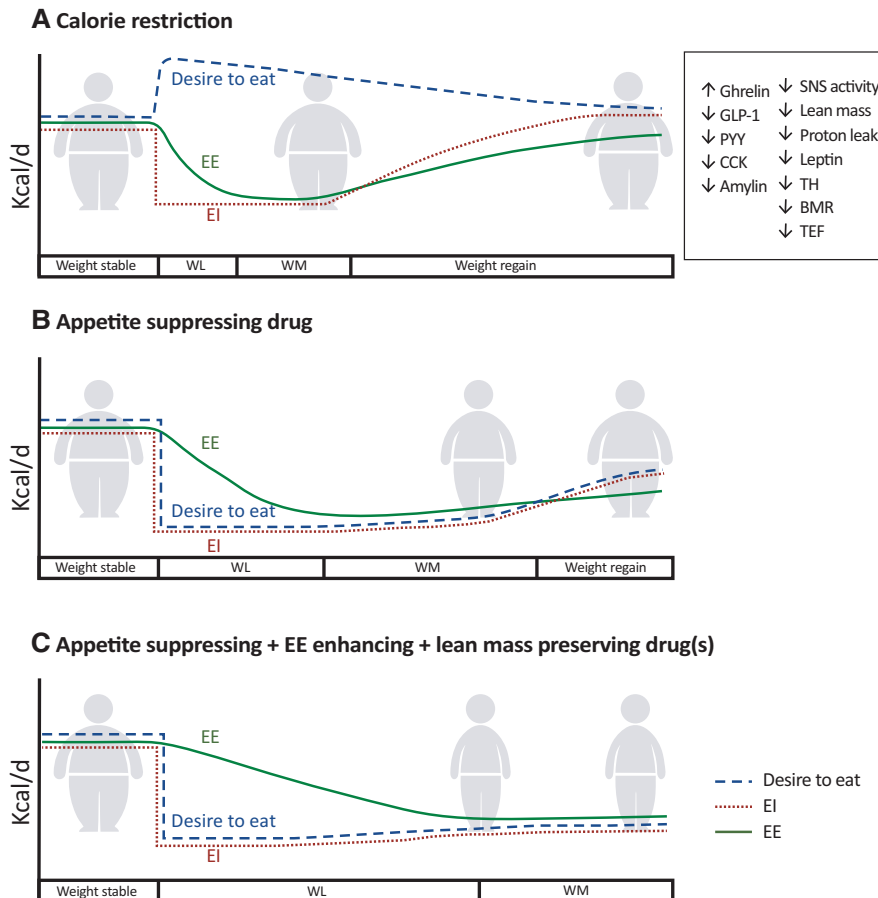 A Calorie restriction
Kcal/d
Desire to eat
EE
EI
Weight stable
WL
WM
Weight regain
↑ Ghrelin
↓ GLP-1
↓ PYY
↓ CCK
↓ Amylin
↓ SNS activity
↓ Lean mass
↓ Proton leak
↓ Leptin
↓ TH
↓ BMR
↓ TEF
B Appetite suppressing drug
Kcal/d
EE
Desire to eat
EI
Weight stable
WL
WM
Weight regain
C Appetite suppressing + EE enhancing + lean mass preserving drug(s)
Kcal/d
EE
Desire to eat
EI
Weight stable
WL
WM
Desire to eat
EI
EE